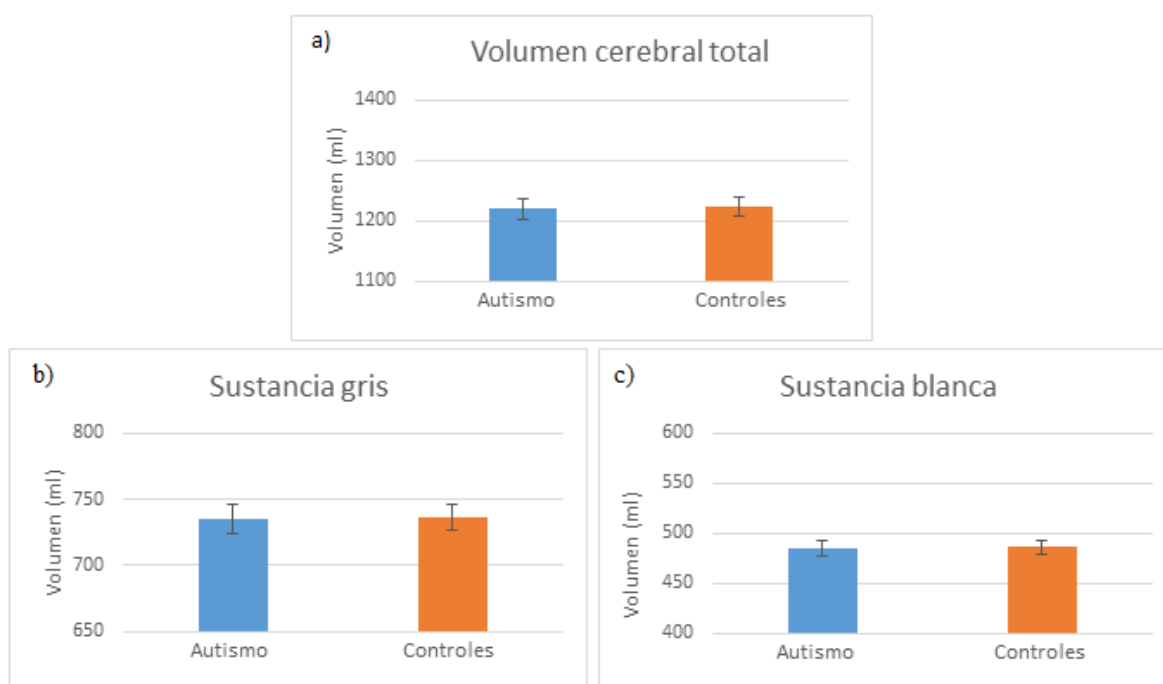 a)
Volumen cerebral total
1400
1300
1200
1100
Volumen (ml)
Autismo Controles
b)
Sustancia gris
800
750
700
650
Volumen (ml)
Autismo Controles
c)
Sustancia blanca
600
550
500
450
400
Volumen (ml)
Autismo Controles